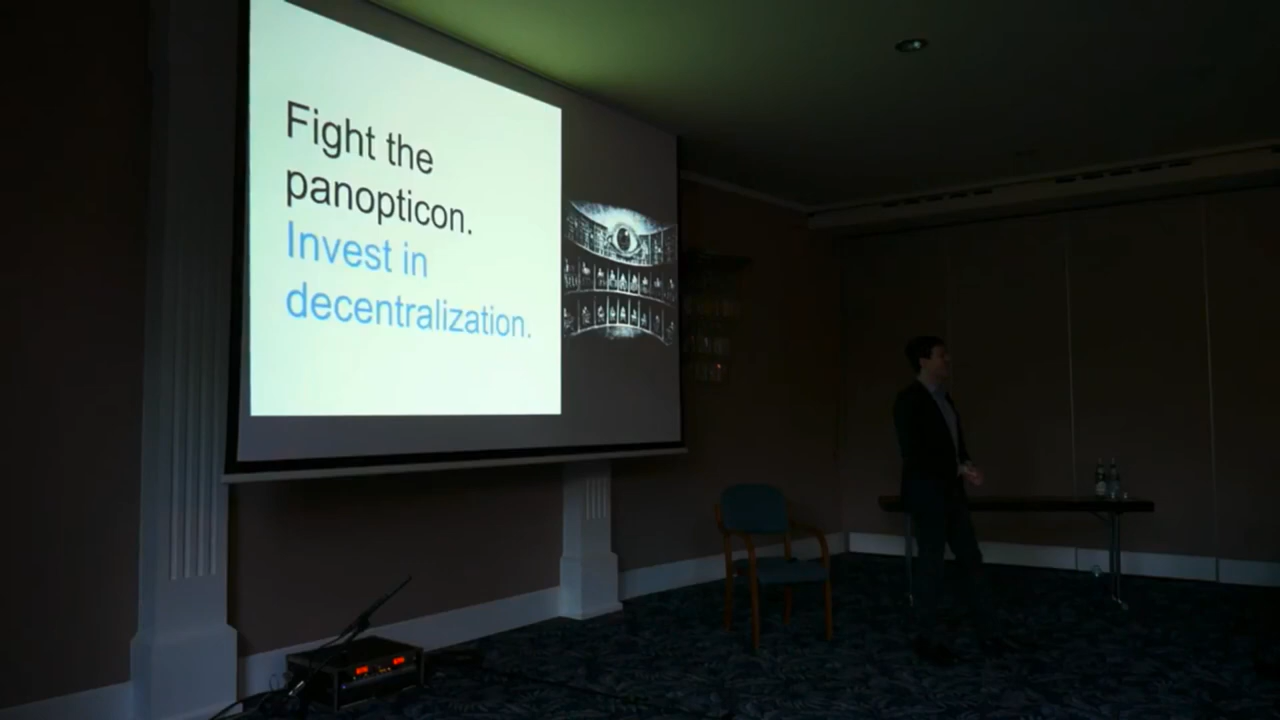 Fight the
panopticon.
Invest in
decentralization.